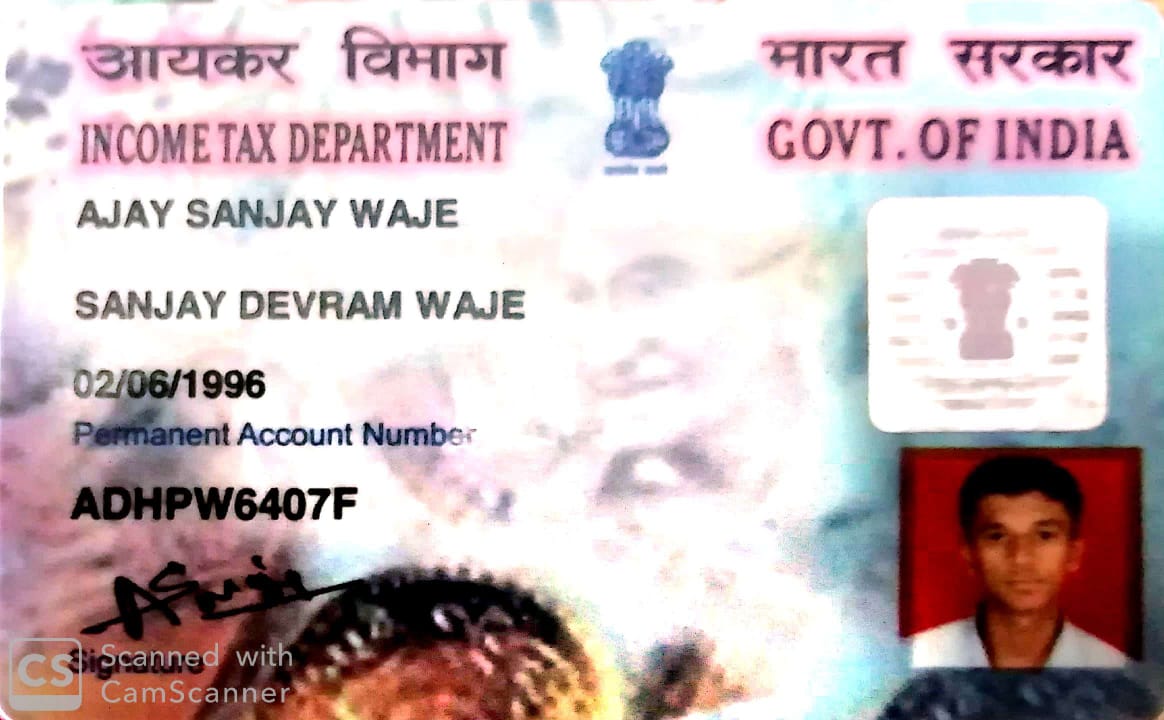 आयकर विभाग
भारत सरकार
INCOME TAX DEPARTMENT
GOVT. OF INDIA
AJAY SANJAY WAJE
SANJAY DEVRAM WAJE
02/06/1996
Permanent Account Number
ADHPW6407F
Signature
CS
Scanned with
CamScanner